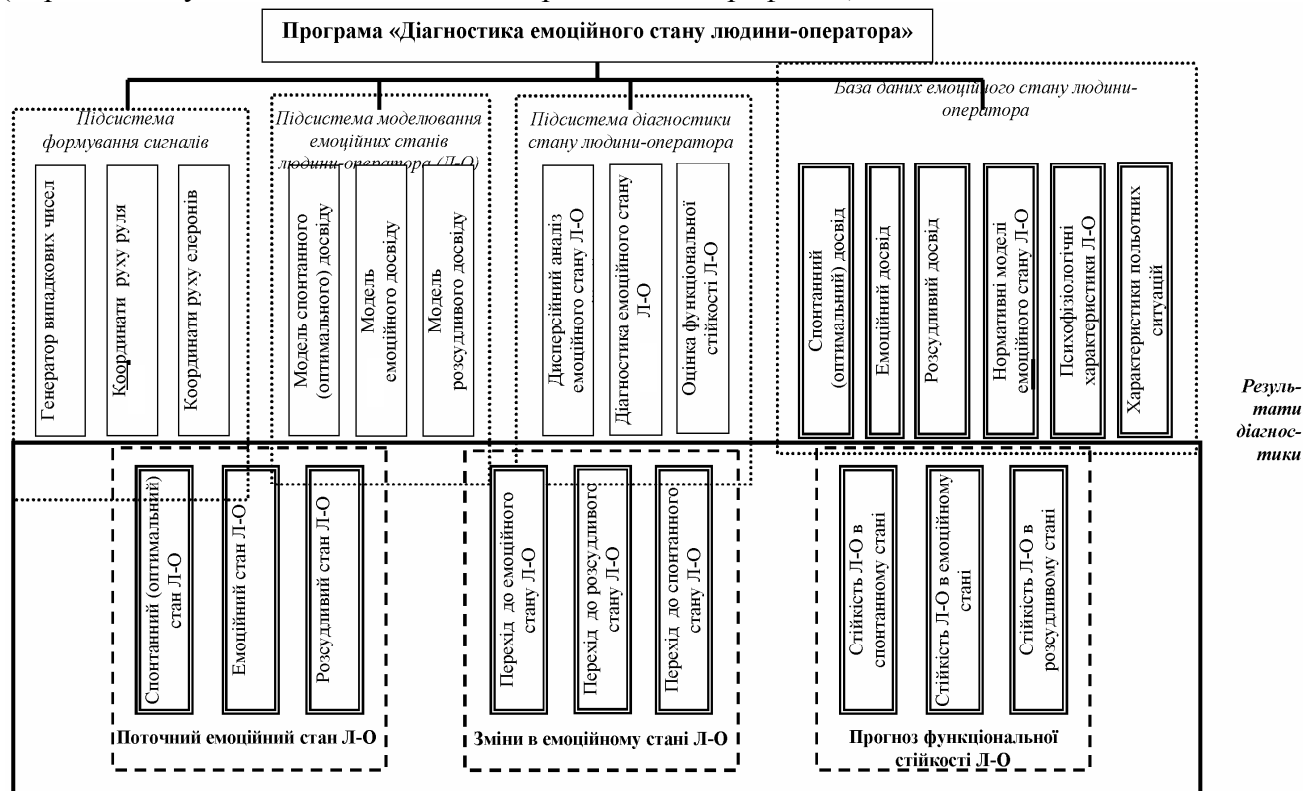 Програма «Діагностика емоційного стану людини-оператора»
Підсистема
формування сигналів
Підсистема моделювання
емоційних станів
людини-оператора (Л-О)
Підсистема діагностики
стану людини-оператора
База даних емоційного стану людини-
оператора
Генератор випадкових чисел
Координати руху руля
Координати руху елеронів
Модель спонтанного
(оптимального) досвіду
Модель
емоційного досвіду
Модель
розсудливого досвіду
Дисперсійний аналіз
емоційного стану Л-О
Діагностика емоційного стану
Л-О
Оцінка функціональної
стійкості Л-О
Спонтанний
(оптимальний) досвід
Емоційний досвід
Розсудливий досвід
Нормативні моделі
емоційного стану Л-О
Психофізіологічні
характеристики Л-О
Характеристики польотних
ситуацій
Резуль-
тати
діагнос-
тики
Спонтанний (оптимальний)
стан Л-О
Емоційний стан Л-О
Розсудливий стан Л-О
Поточний емоційний стан Л-О
Перехід до емоційного
стану Л-О
Перехід до розсудливого
стану Л-О
Перехід до спонтанного
стану Л-О
Зміни в емоційному стані Л-О
Стійкість Л-О в
спонтанному стані
Стійкість Л-О в емоційному
стані
Стійкість Л-О в
розсудливому стані
Прогноз функціональної
стійкості Л-О